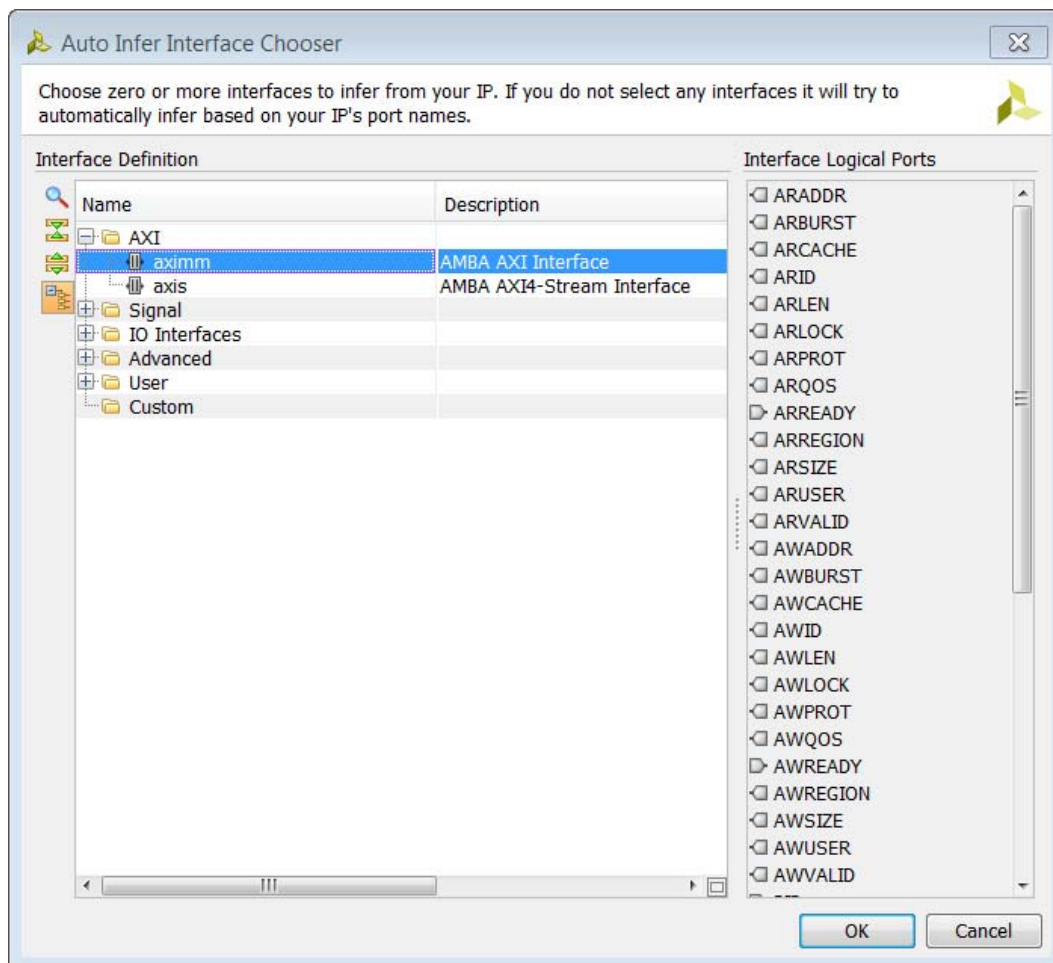 Auto Infer Interface Chooser
Choose zero or more interfaces to infer from your IP. If you do not select any interfaces it will try to
automatically infer based on your IP's port names.
Interface Definition
Name Description
AXI
aximm AMBA AXI Interface
axis AMBA AXI4-Stream Interface
Signal
IO Interfaces
Advanced
User
Custom
Interface Logical Ports
ARADDR
ARBURST
ARCACHE
ARID
ARLEN
ARLOCK
ARPROT
ARQOS
ARREADY
ARREGION
ARSIZE
ARUSER
ARVALID
AWADDR
AWBURST
AWCACHE
AWID
AWLEN
AWLOCK
AWPROT
AWQOS
AWREADY
AWREGION
AWSIZE
AWUSER
AWVALID
OK Cancel